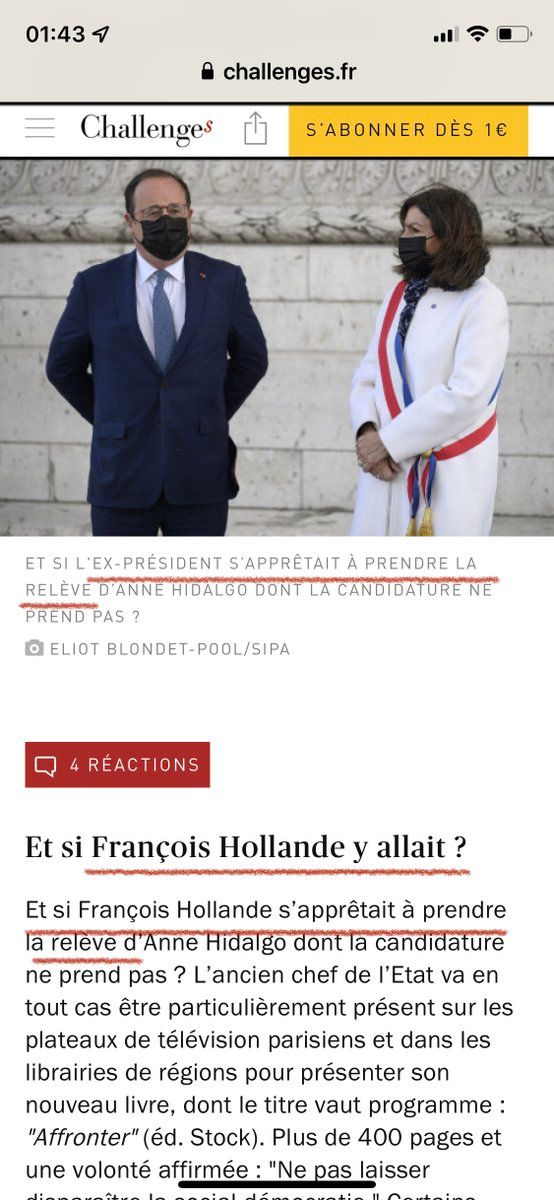 01:43
challenges.fr
Challenges
S'ABONNER DÈS 1€
ET SI L'EX-PRÉSIDENT S'APPRÊTAIT À PRENDRE LA
RELÈVE D'ANNE HIDALGO DONT LA CANDIDATURE NE
PREND PAS ?
ELIOT BLONDET-POOL/SIPA
4 RÉACTIONS
Et si François Hollande y allait ?
Et si François Hollande s'apprêtait à prendre
la relève d'Anne Hidalgo dont la candidature
ne prend pas ? L'ancien chef de l'Etat va en
tout cas être particulièrement présent sur les
plateaux de télévision parisiens et dans les
librairies de régions pour présenter son
nouveau livre, dont le titre vaut programme :
"Affronter" (éd. Stock). Plus de 400 pages et
une volonté affirmée : "Ne pas laisser
disparaître la social-démocratie." Certains